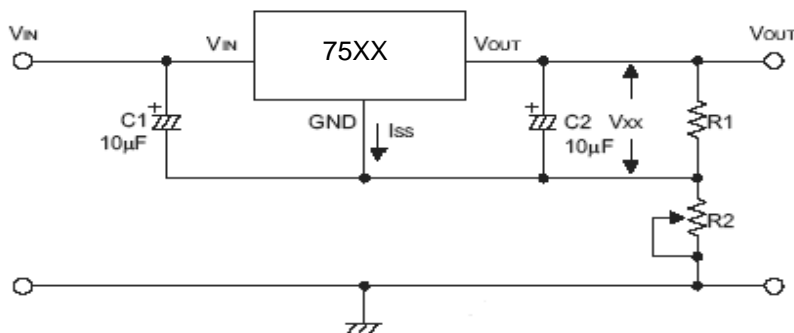 VIN
VIN
75XX
VOUT
VOUT
C1
10μF
GND
ISS
C2
10μF
Vxx
R1
R2